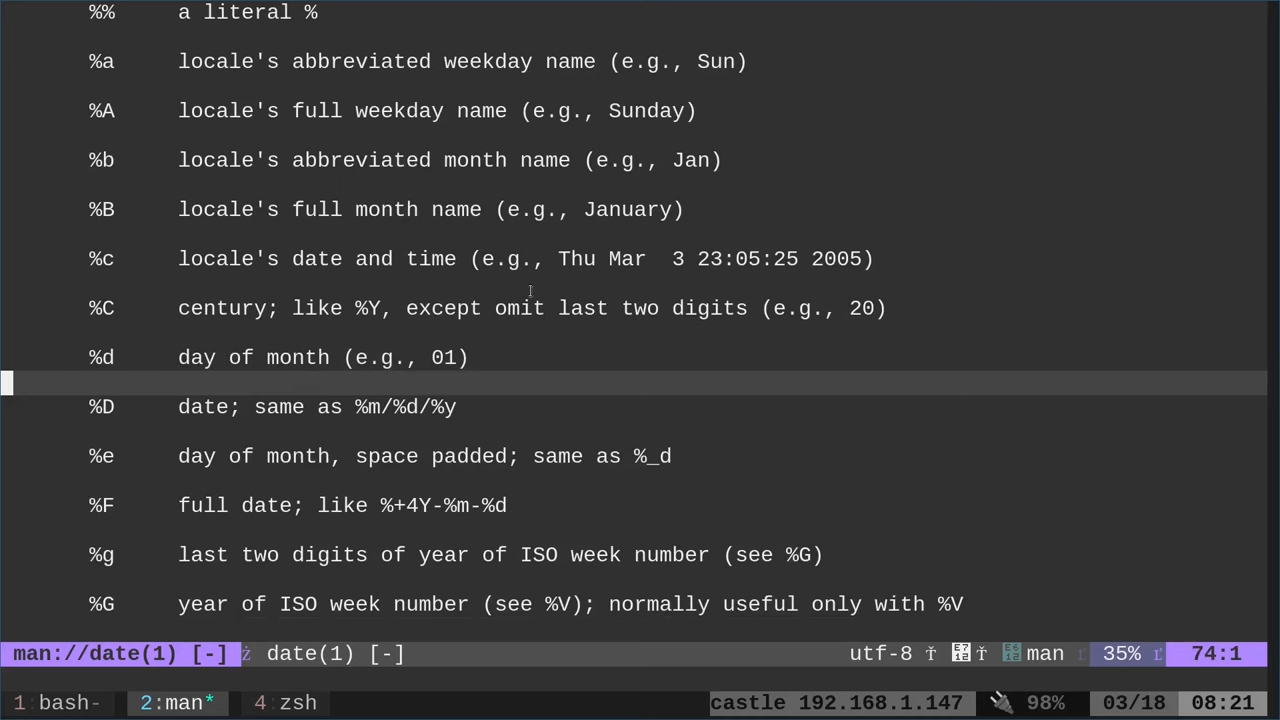 %% a literal %
%a locale's abbreviated weekday name (e.g., Sun)
%A locale's full weekday name (e.g., Sunday)
%b locale's abbreviated month name (e.g., Jan)
%B locale's full month name (e.g., January)
%c locale's date and time (e.g., Thu Mar  3 23:05:25 2005)
%C century; like %Y, except omit last two digits (e.g., 20)
%d day of month (e.g., 01)
%D date; same as %m/%d/%y
%e day of month, space padded; same as %_d
%F full date; like %+4Y-%m-%d
%g last two digits of year of ISO week number (see %G)
%G year of ISO week number (see %V); normally useful only with %V
man://date(1) [-] date(1) [-] utf-8 man 35% 74:1
1:bash- 2:man* 4:zsh castle 192.168.1.147 98% 03/18 08:21